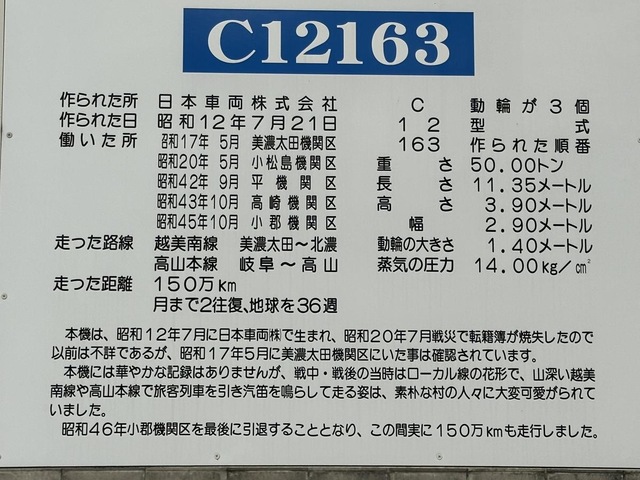 C12163
作られた所 日本車両株式会社 C 動輪が3個
作られた日 昭和12年7月21日 12 型式
働いた所 昭和17年 5月 美濃太田機関区 163 作られた順番
昭和20年 5月 小松島機関区 重さ 50.00トン
昭和42年 9月 平機関区 長さ 11.35メートル
昭和43年10月 高崎機関区 高さ 3.90メートル
昭和45年10月 小郡機関区 幅 2.90メートル
走った路線 越美南線 美濃太田〜北濃 動輪の大きさ 1.40メートル
高山本線 岐阜〜高山 蒸気の圧力 14.00kg/c㎡
走った距離 150万km
月まで2往復、地球を36週
本機は、昭和12年7月に日本車両㈱で生まれ、昭和20年7月戦災で転籍簿が焼失したので
以前は不詳であるが、昭和17年5月に美濃太田機関区にいた事は確認されています。
本機には華やかな記録はありませんが、戦中・戦後の当時はローカル線の花形で、山深い越美
南線や高山本線で旅客列車を引き汽笛を鳴らして走る姿は、素朴な村の人々に大変可愛がられて
いました。
昭和46年小郡機関区を最後に引退することとなり、この間実に150万kmも走行しました。